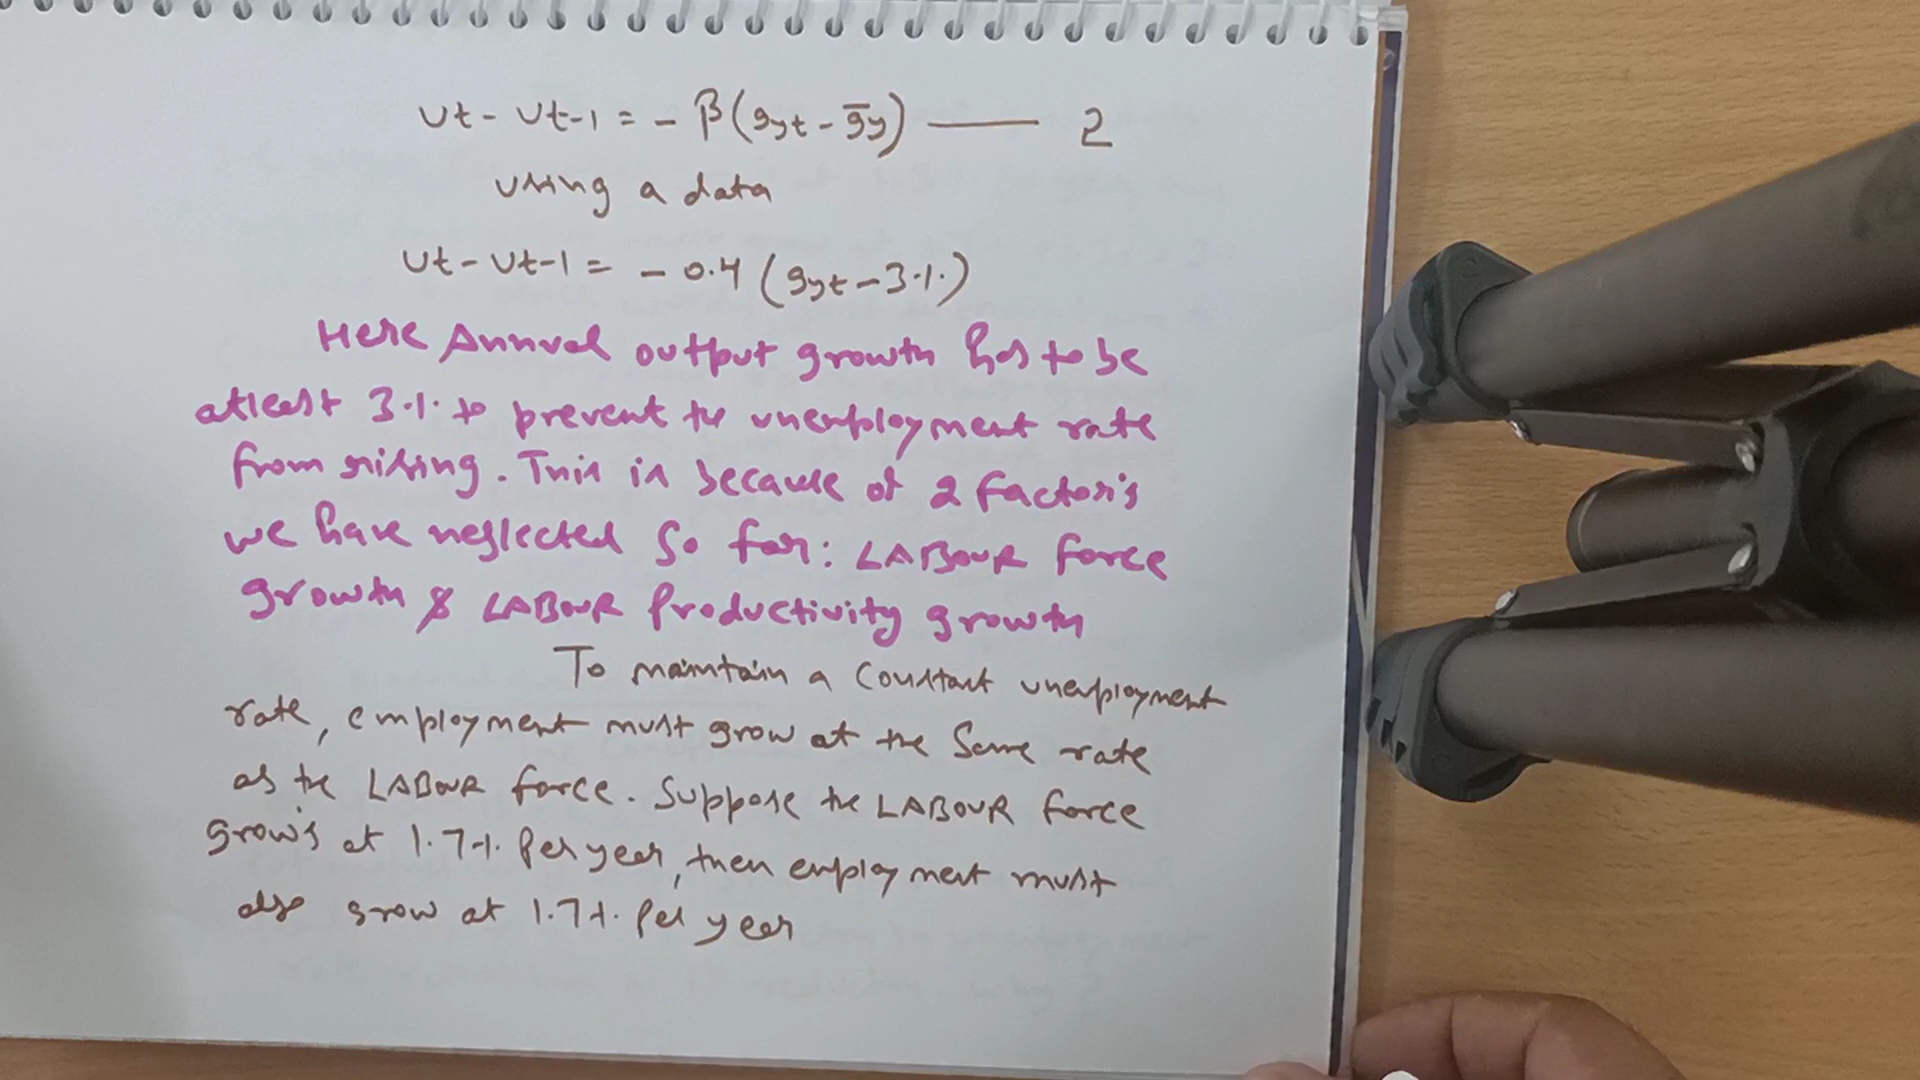 Ut - Ut-1 = - β(gyt - ḡy) —— 2
using a data
Ut - Ut-1 = - 0.4 (gyt - 3%)
Here Annual output growth has to be
atleast 3% to prevent the unemployment rate
from rising. This is because of 2 factor's
we have neglected so far: LABOUR force
growth & LABOUR Productivity growth
To maintain a constant unemployment
rate, employment must grow at the same rate
as the LABOUR force. Suppose the LABOUR force
grow's at 1.7% Per year, then employment must
also grow at 1.7% Per year